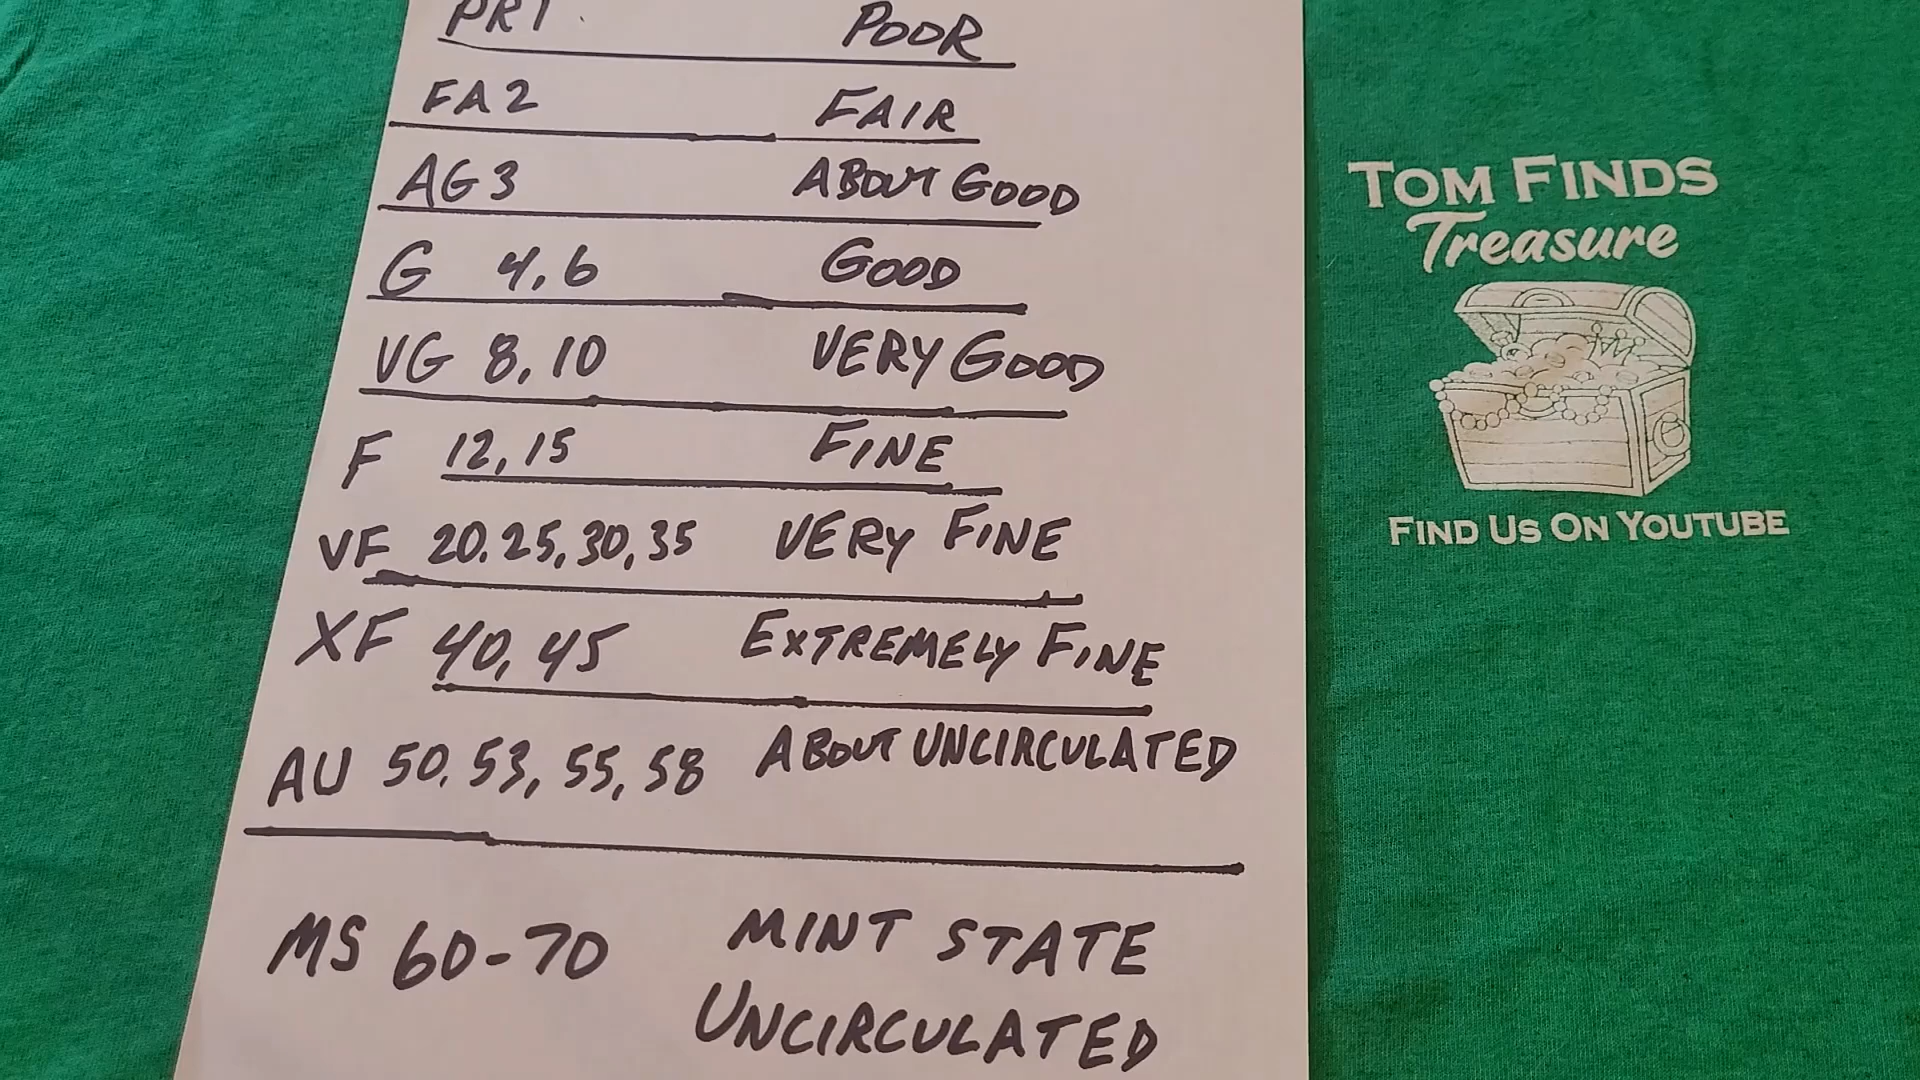 PR1. POOR
FA2 FAIR
AG3 ABOUT GOOD
G 4,6 GOOD
VG 8,10 VERY GOOD
F 12,15 FINE
VF 20.25,30,35 VERY FINE
XF 40,45 EXTREMELY FINE
AU 50,53,55,58 ABOUT UNCIRCULATED
MS 60-70 MINT STATE
UNCIRCULATED
TOM FINDS
Treasure
FIND US ON YOUTUBE